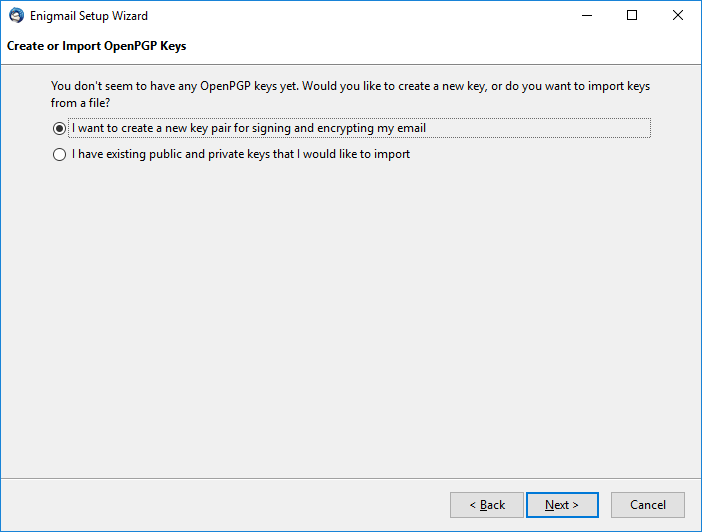 Enigmail Setup Wizard
Create or Import OpenPGP Keys
You don't seem to have any OpenPGP keys yet. Would you like to create a new key, or do you want to import keys
from a file?
I want to create a new key pair for signing and encrypting my email
I have existing public and private keys that I would like to import
< Back
Next >
Cancel